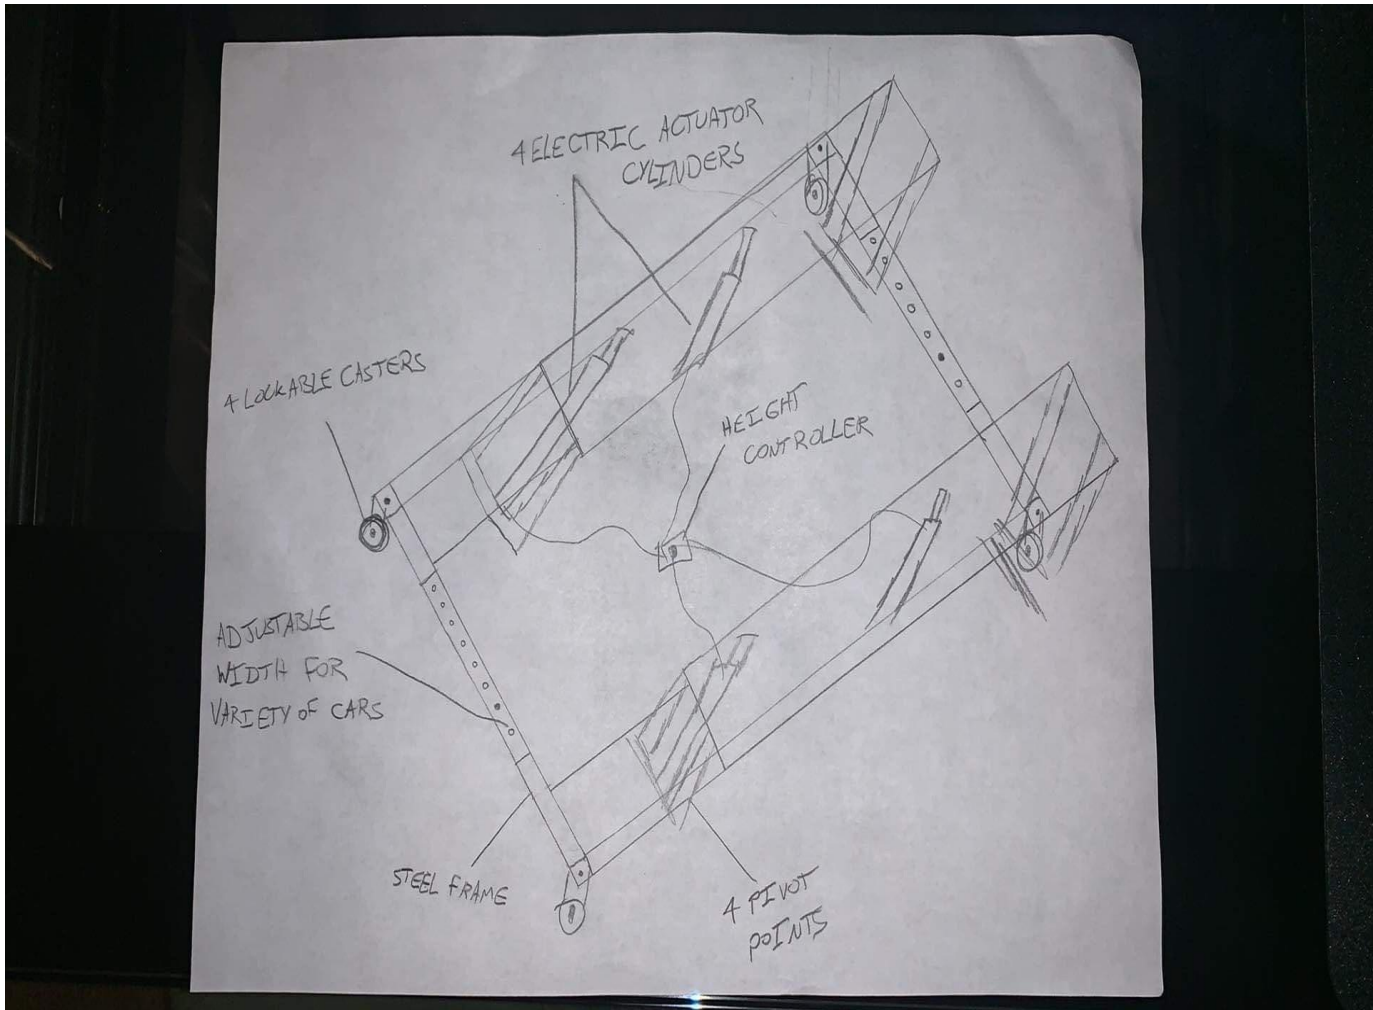 4 ELECTRIC ACTUATOR
CYLINDERS
4 LOCKABLE CASTERS
HEIGHT
CONTROLLER
ADJUSTABLE
WIDTH FOR
VARIETY OF CARS
STEEL FRAME
4 PIVOT
POINTS